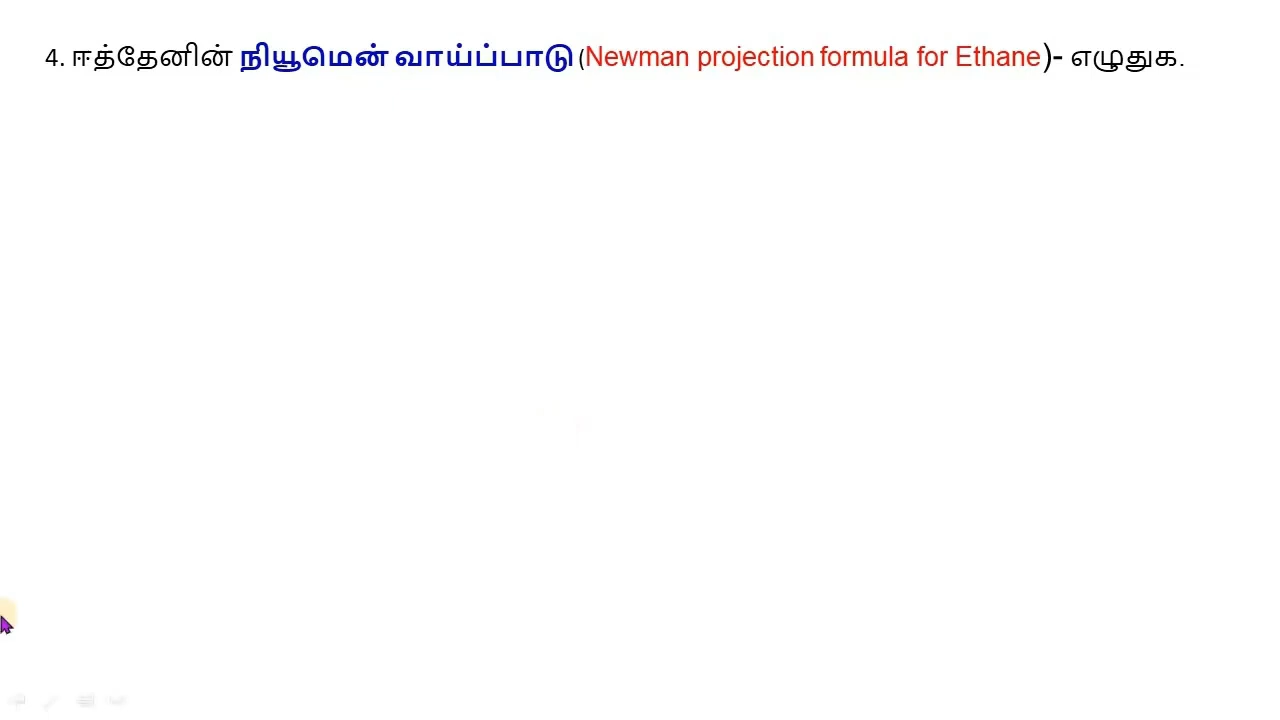 4. ஈத்தேனின் நியூமென் வாய்ப்பாடு (Newman projection formula for Ethane)- எழுதுக.